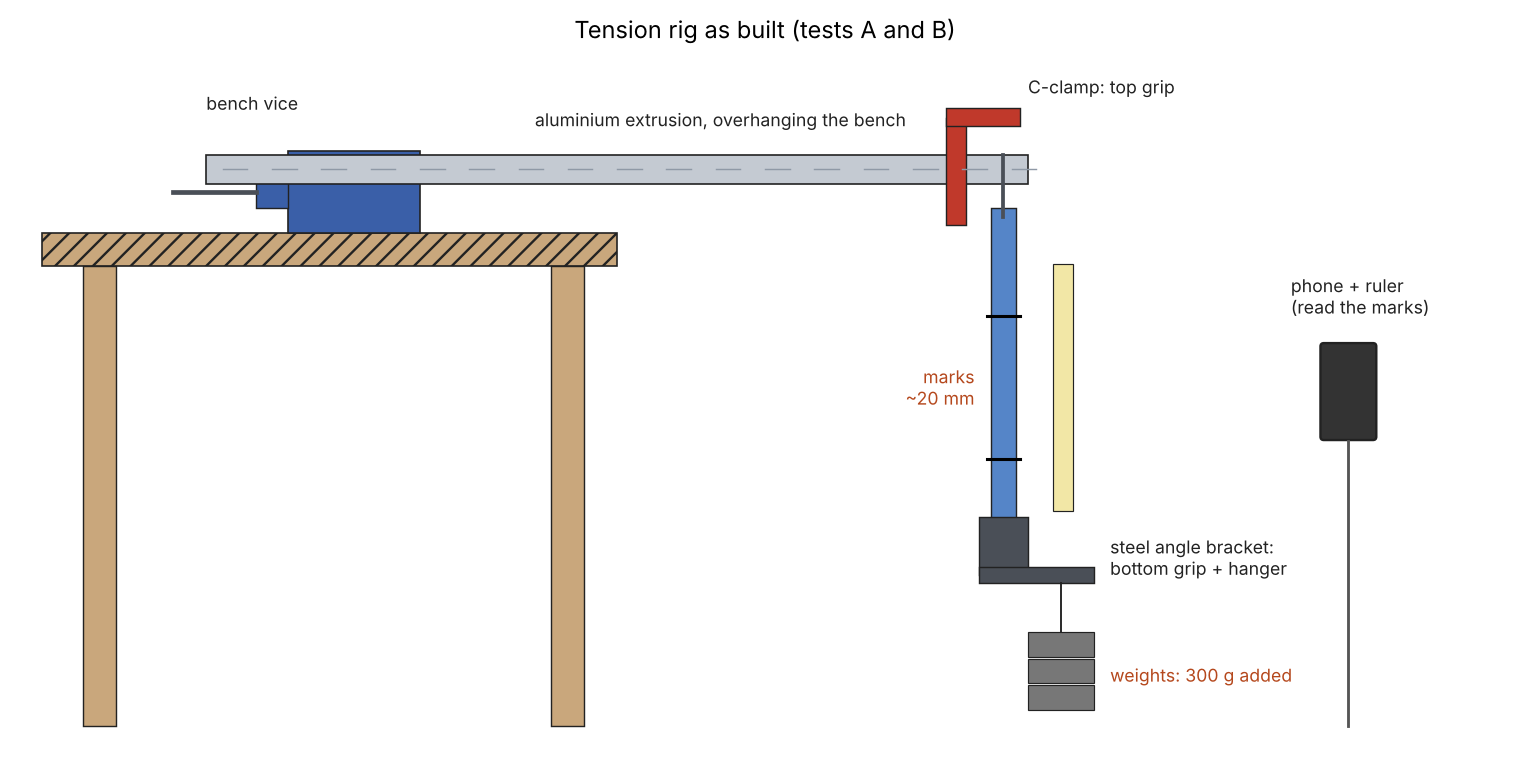 Tension rig as built (tests A and B)
C-clamp: top grip
bench vice
aluminium extrusion, overhanging the bench
phone + ruler
(read the marks)
marks
~20 mm
steel angle bracket:
bottom grip + hanger
weights: 300 g added